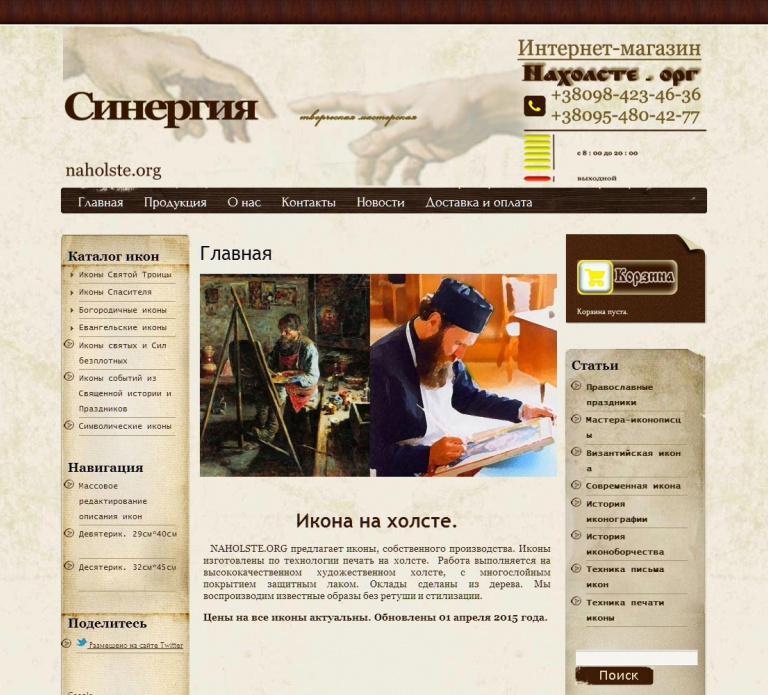 Интернет-магазин
Нахолсте.орг
+38098-423-46-36
+38095-480-42-77
Синергия
творческая мастерская
с 8 : 00 до 20 : 00
выходной
naholste.org
Главная Продукция О нас Контакты Новости Доставка и оплата
Каталог икон
Иконы Святой Троицы
Иконы Спасителя
Богородичные иконы
Евангельские иконы
Иконы святых и Сил
безплотных
Иконы событий из
Священной истории и
Праздников
Символические иконы
Навигация
Массовое
редактирование
описания икон
Девятерик. 29см*40см
Десятерик. 32см*45см
Поделитесь
Размещено на сайте Twitter
Google
Главная
Икона на холсте.
NAHOLSTE.ORG предлагает иконы, собственного производства. Иконы
изготовлены по технологии печать на холсте. Работа выполняется на
высококачественном художественном холсте, с многослойным
покрытием защитным лаком. Оклады сделаны из дерева. Мы
воспроизводим известные образы без ретуши и стилизации.
Цены на все иконы актуальны. Обновлены 01 апреля 2015 года.
Корзина
Корзина пуста.
Статьи
Православные
праздники
Мастера-иконописц
ы
Византийская икон
а
Современная икона
История
иконографии
История
иконоборчества
Техника письма
икон
Техника печати
иконы
Поиск